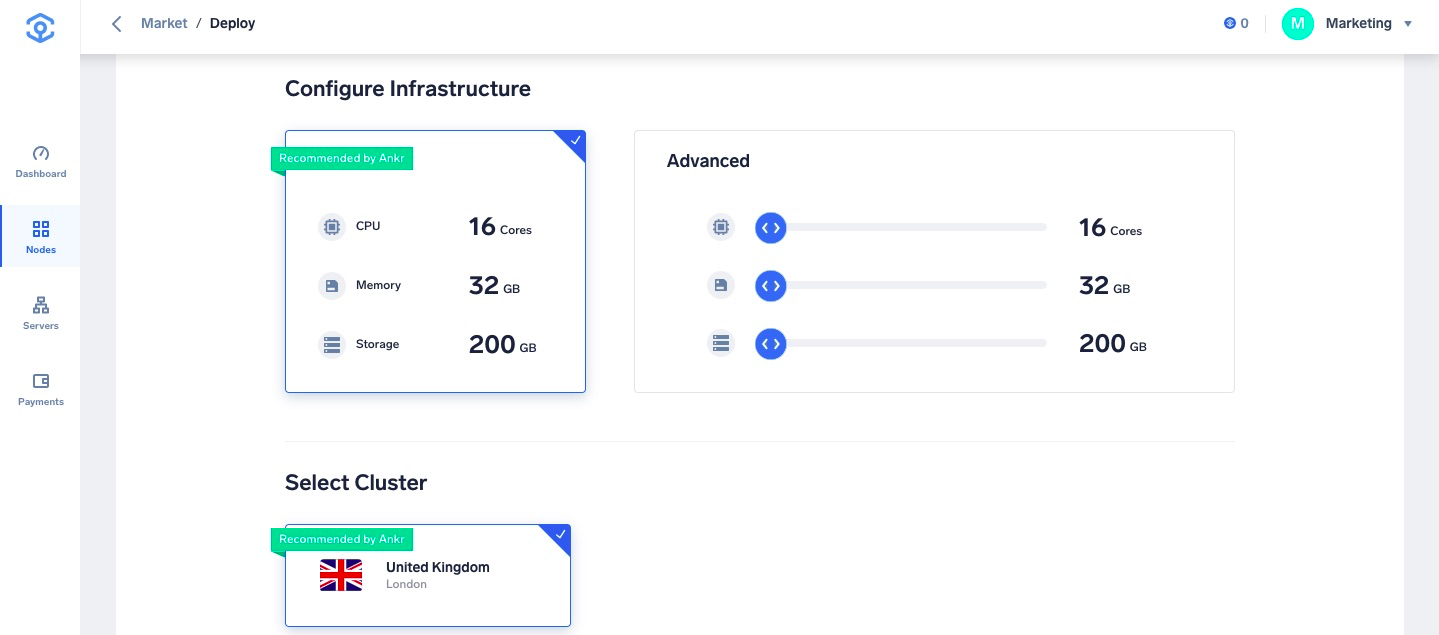 Market / Deploy
0
M
Marketing
Dashboard
Nodes
Servers
Payments
Configure Infrastructure
Recommended by Ankr
CPU 16 Cores
Memory 32 GB
Storage 200 GB
Advanced
16 Cores
32 GB
200 GB
Select Cluster
Recommended by Ankr
United Kingdom
London